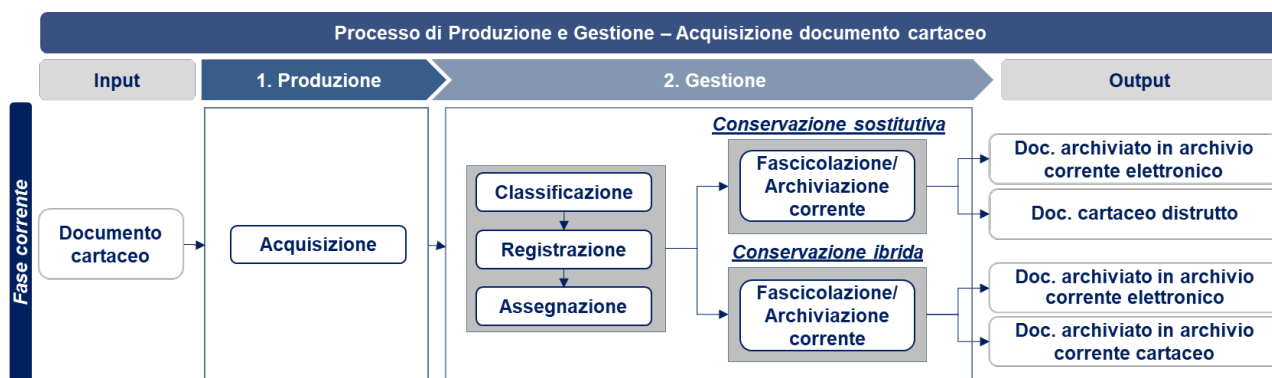 Processo di Produzione e Gestione – Acquisizione documento cartaceo
Input
1. Produzione
2. Gestione
Output
Fase corrente
Documento
cartaceo
Acquisizione
Classificazione
Registrazione
Assegnazione
Conservazione sostitutiva
Fascicolazione/
Archiviazione
corrente
Conservazione ibrida
Fascicolazione/
Archiviazione
corrente
Doc. archiviato in archivio
corrente elettronico
Doc. cartaceo distrutto
Doc. archiviato in archivio
corrente elettronico
Doc. archiviato in archivio
corrente cartaceo